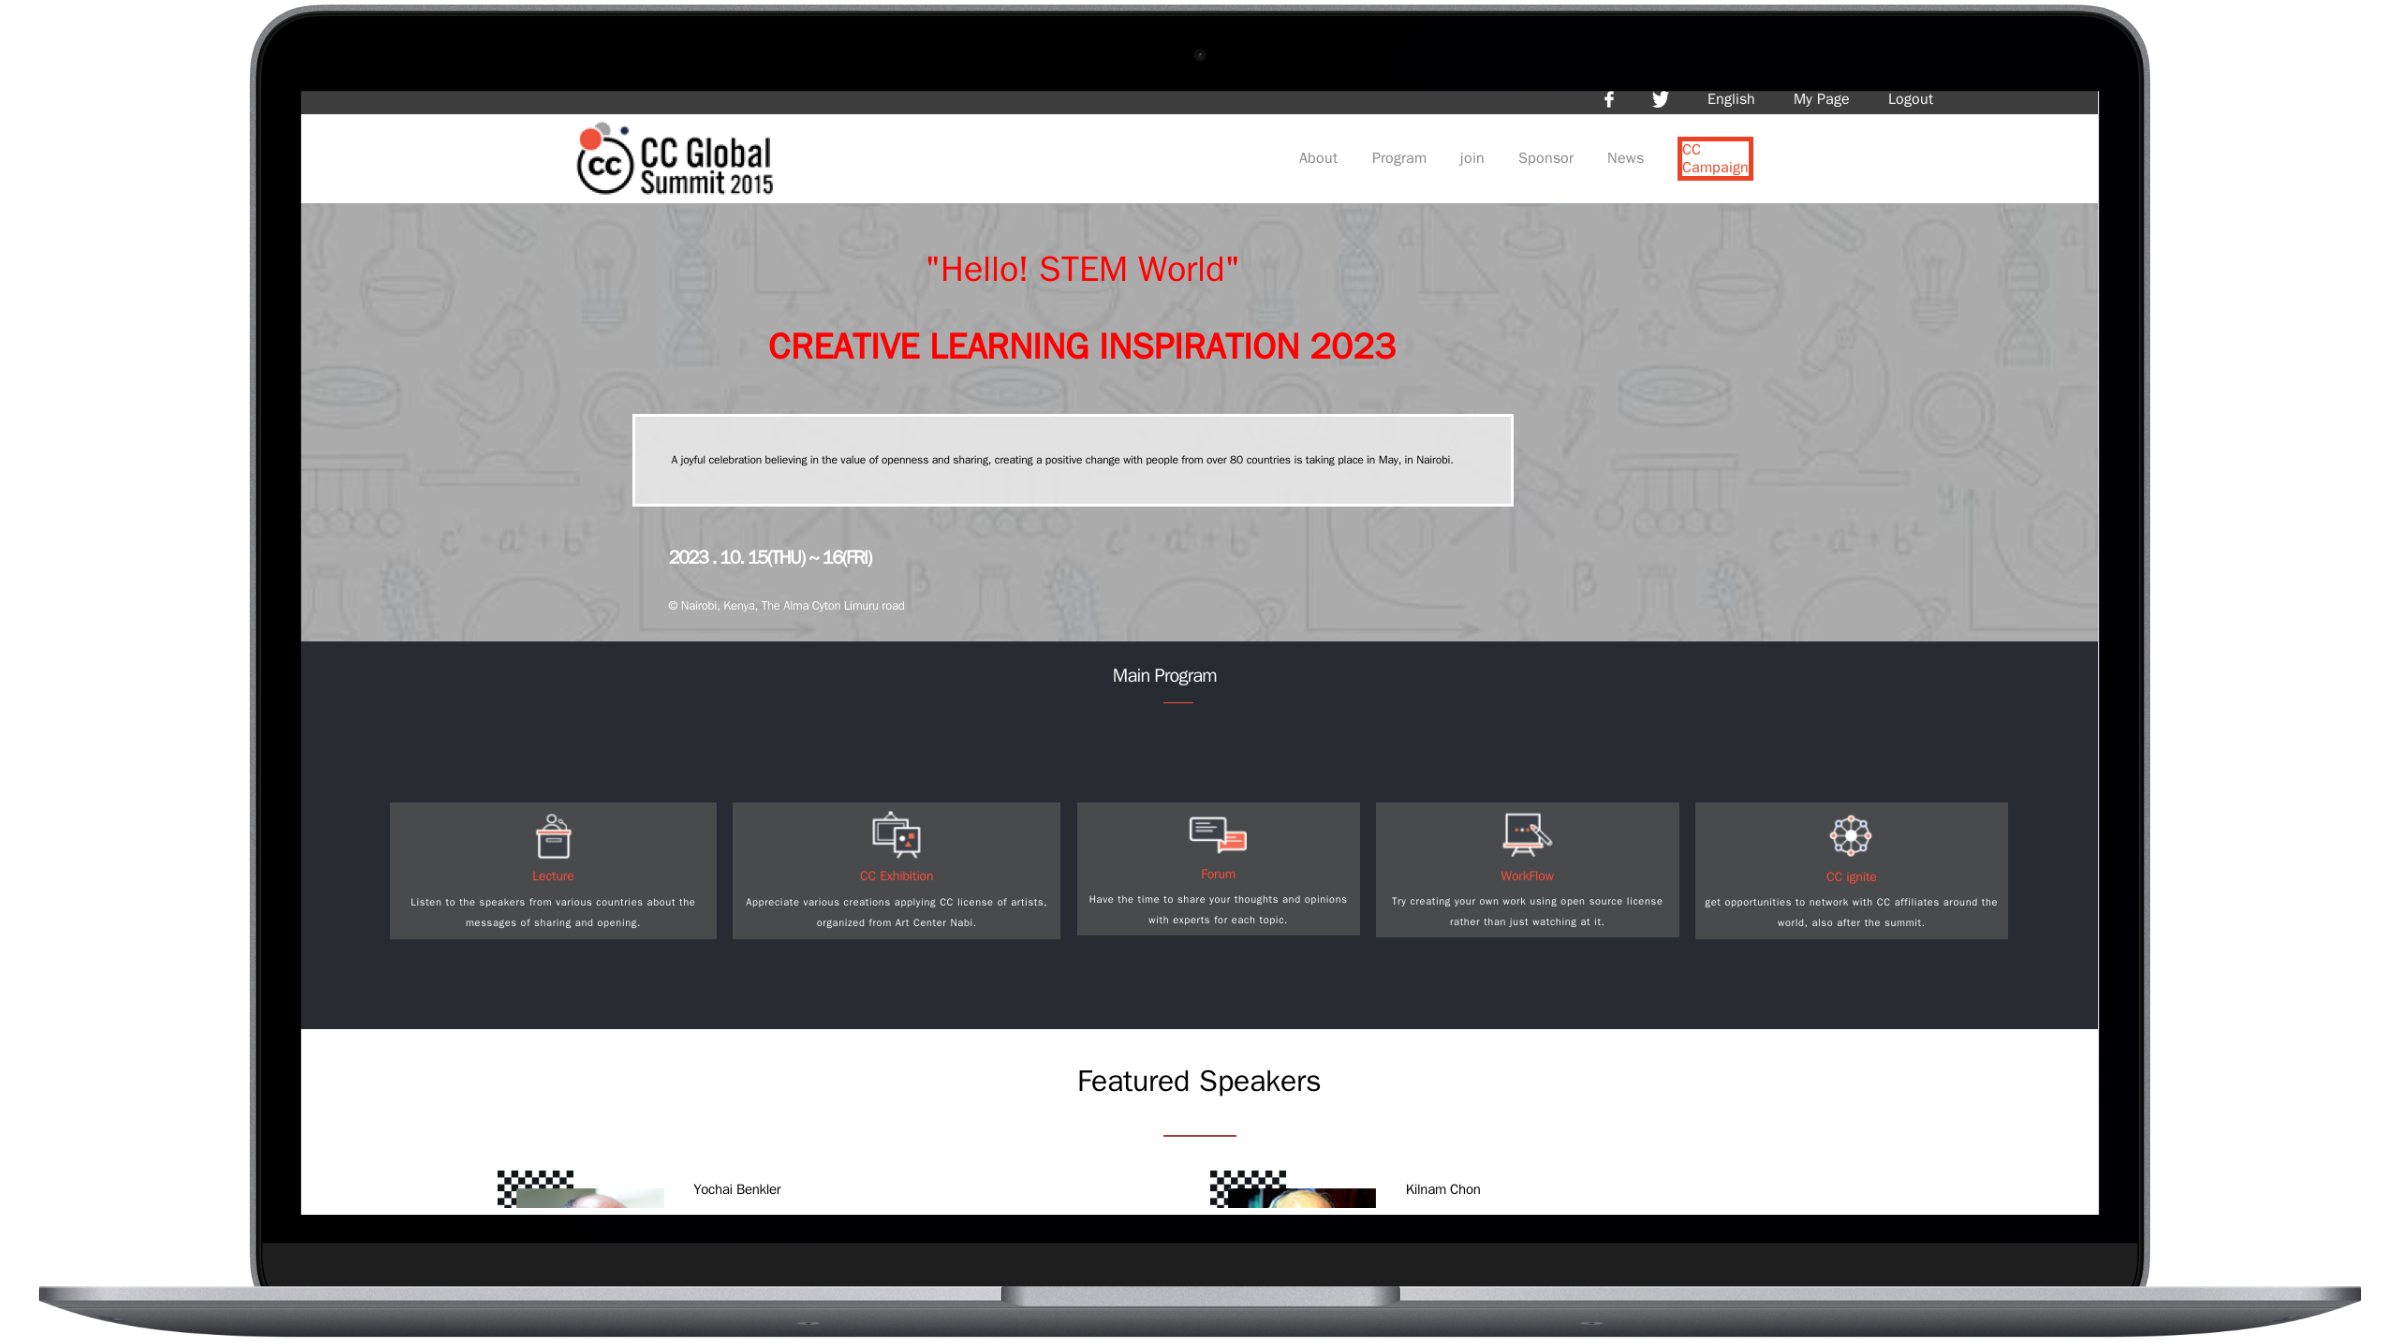 English My Page Logout
CC Global
Summit 2015
cc
About Program join Sponsor News
CC
Campaign
"Hello! STEM World"
CREATIVE LEARNING INSPIRATION 2023
A joyful celebration believing in the value of openness and sharing, creating a positive change with people from over 80 countries is taking place in May, in Nairobi.
2023 . 10. 15(THU) ~ 16(FRI)
© Nairobi, Kenya, The Alma Cyton Limuru road
Main Program
Lecture
Listen to the speakers from various countries about the
messages of sharing and opening.
CC Exhibition
Appreciate various creations applying CC license of artists,
organized from Art Center Nabi.
Forum
Have the time to share your thoughts and opinions
with experts for each topic.
WorkFlow
Try creating your own work using open source license
rather than just watching at it.
CC ignite
get opportunities to network with CC affiliates around the
world, also after the summit.
Featured Speakers
Yochai Benkler
Kilnam Chon